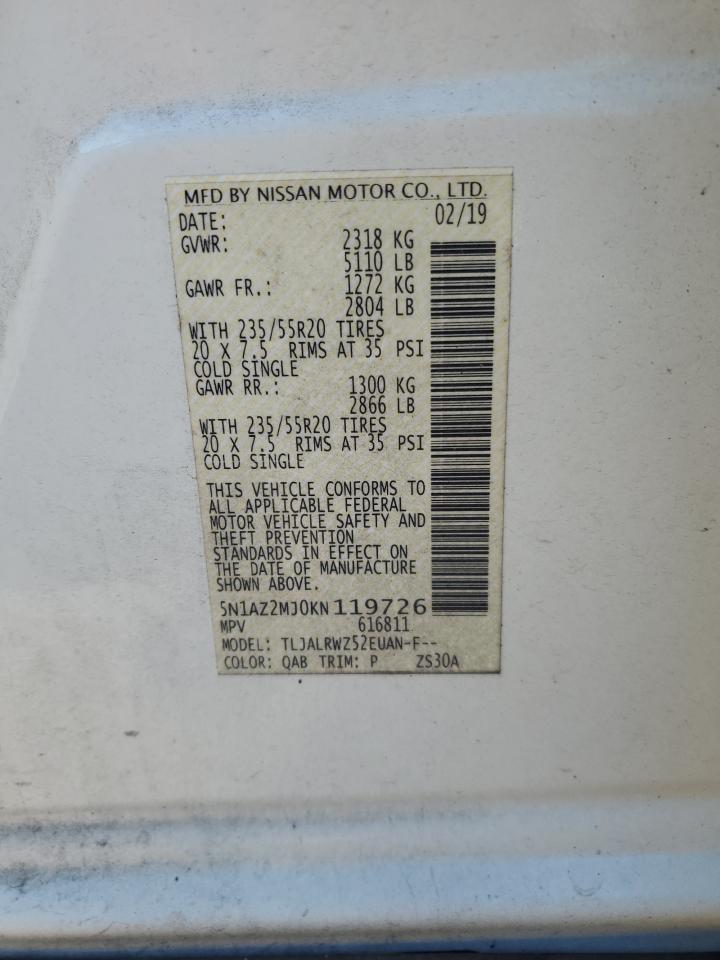 MFD BY NISSAN MOTOR CO., LTD.
DATE: 02/19
GVWR: 2318 KG
5110 LB
GAWR FR.: 1272 KG
2804 LB
WITH 235/55R20 TIRES
20 X 7.5 RIMS AT 35 PSI
COLD SINGLE
GAWR RR.: 1300 KG
2866 LB
WITH 235/55R20 TIRES
20 X 7.5 RIMS AT 35 PSI
COLD SINGLE
THIS VEHICLE CONFORMS TO
ALL APPLICABLE FEDERAL
MOTOR VEHICLE SAFETY AND
THEFT PREVENTION
STANDARDS IN EFFECT ON
THE DATE OF MANUFACTURE
SHOWN ABOVE.
5N1AZ2MJ0KN119726
MPV 616811
MODEL: TLJALRWZ52EUAN-F--
COLOR: QAB TRIM: P ZS30A